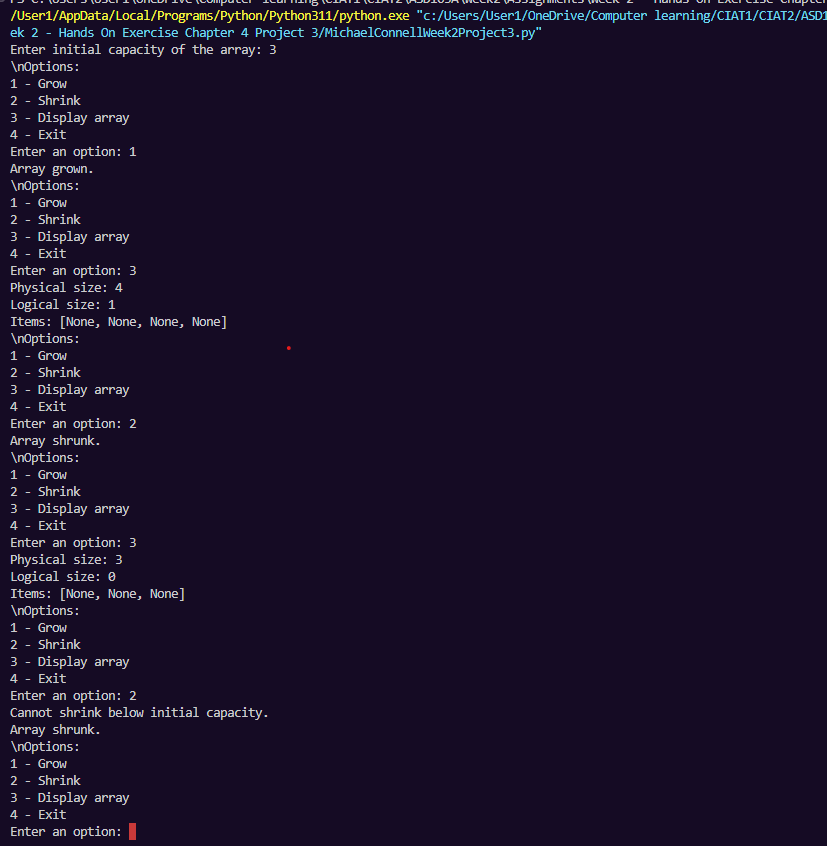 /User1/AppData/Local/Programs/Python/Python311/python.exe "c:/Users/User1/OneDrive/Computer learning/CIAT1/CIAT2/ASD1
ek 2 - Hands On Exercise Chapter 4 Project 3/MichaelConnellWeek2Project3.py"
Enter initial capacity of the array: 3
\nOptions:
1 - Grow
2 - Shrink
3 - Display array
4 - Exit
Enter an option: 1
Array grown.
\nOptions:
1 - Grow
2 - Shrink
3 - Display array
4 - Exit
Enter an option: 3
Physical size: 4
Logical size: 1
Items: [None, None, None, None]
\nOptions:
1 - Grow
2 - Shrink
3 - Display array
4 - Exit
Enter an option: 2
Array shrunk.
\nOptions:
1 - Grow
2 - Shrink
3 - Display array
4 - Exit
Enter an option: 3
Physical size: 3
Logical size: 0
Items: [None, None, None]
\nOptions:
1 - Grow
2 - Shrink
3 - Display array
4 - Exit
Enter an option: 2
Cannot shrink below initial capacity.
Array shrunk.
\nOptions:
1 - Grow
2 - Shrink
3 - Display array
4 - Exit
Enter an option: